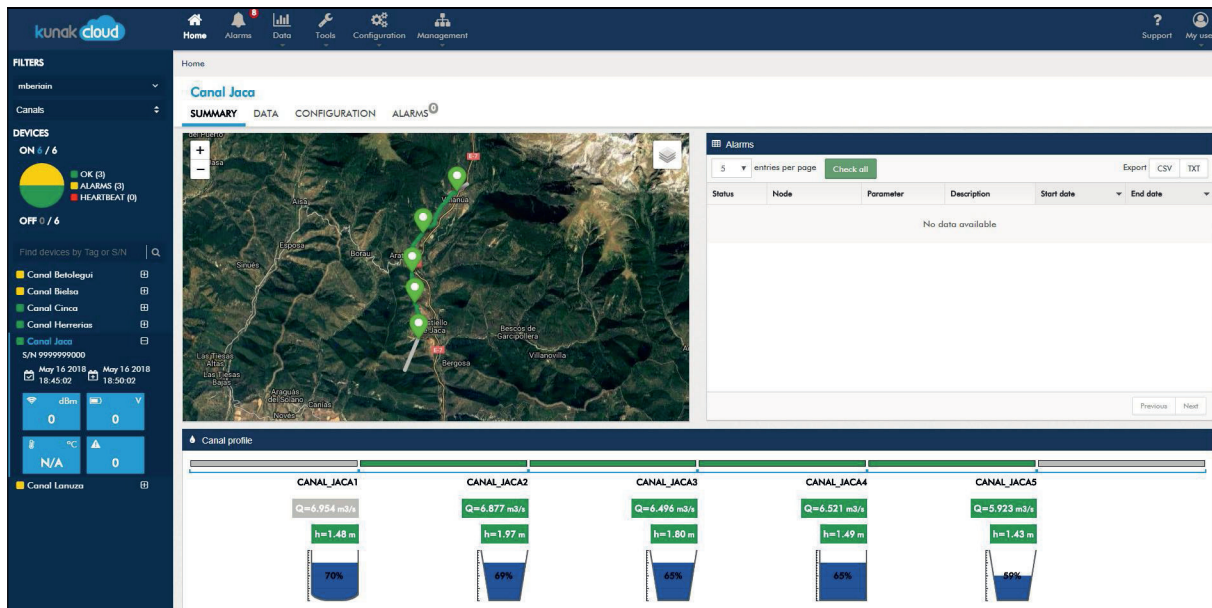 kunak cloud
Home
Alarms
8
Data
Tools
Configuration
Management
?
Support
My use
FILTERS
mberiain
Canals
DEVICES
ON 6 / 6
OK (3)
ALARMS (3)
HEARTBEAT (0)
OFF 0 / 6
Find devices by Tag or S/N
Canal Betolegui
Canal Bielsa
Canal Cinca
Canal Herrerias
Canal Jaca
S/N 9999999000
May 16 2018 18:45:02
May 16 2018 18:50:02
dBm
0
V
0
ºC
N/A
0
Canal Lanuza
Home
Canal Jaca
SUMMARY DATA CONFIGURATION ALARMS 0
+
−
E-7
Villanúa
Aísa
Esposa
Borau
Sinués
Bescós de Garcipollera
Las Tiesas Altas
Las Tiesas Bajas
E-7
Bergosa
Villanovilla
Araguás del Solano
Canias
Novés
Alarms
5 entries per page
Check all
Export CSV TXT
Status Node Parameter Description Start date End date
No data available
Previous Next
Canal profile
CANAL_JACA1 CANAL_JACA2 CANAL_JACA3 CANAL_JACA4 CANAL_JACA5
Q=6.954 m3/s Q=6.877 m3/s Q=6.496 m3/s Q=6.521 m3/s Q=5.923 m3/s
h=1.48 m h=1.97 m h=1.80 m h=1.49 m h=1.43 m
70% 69% 65% 65% 59%